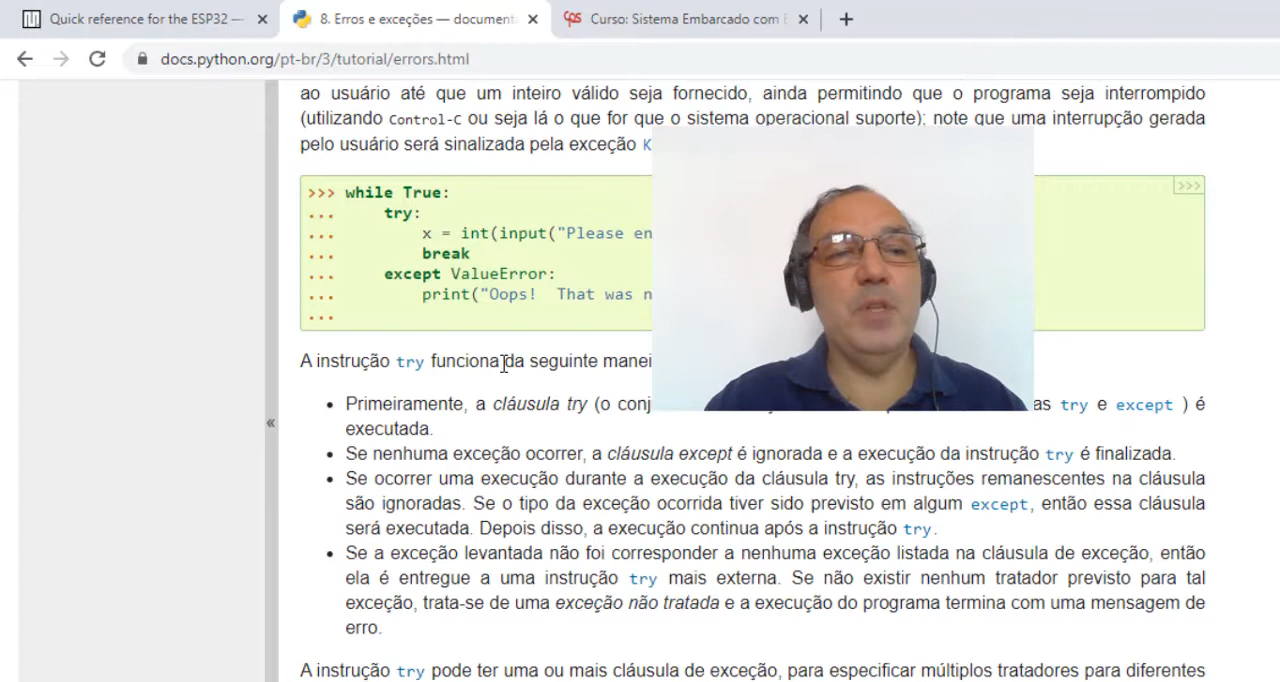 Quick reference for the ESP32 —
8. Erros e exceções — document
cps Curso: Sistema Embarcado com
docs.python.org/pt-br/3/tutorial/errors.html
ao usuário até que um inteiro válido seja fornecido, ainda permitindo que o programa seja interrompido
(utilizando Control-C ou seja lá o que for que o sistema operacional suporte); note que uma interrupção gerada
pelo usuário será sinalizada pela exceção K
>>> while True:
>>>
... try:
... x = int(input("Please en
... break
... except ValueError:
... print("Oops! That was n
...
A instrução try funciona da seguinte manei
• Primeiramente, a cláusula try (o conj as try e except ) é
executada.
«
• Se nenhuma exceção ocorrer, a cláusula except é ignorada e a execução da instrução try é finalizada.
• Se ocorrer uma execução durante a execução da cláusula try, as instruções remanescentes na cláusula
são ignoradas. Se o tipo da exceção ocorrida tiver sido previsto em algum except, então essa cláusula
será executada. Depois disso, a execução continua após a instrução try.
• Se a exceção levantada não foi corresponder a nenhuma exceção listada na cláusula de exceção, então
ela é entregue a uma instrução try mais externa. Se não existir nenhum tratador previsto para tal
exceção, trata-se de uma exceção não tratada e a execução do programa termina com uma mensagem de
erro.
A instrução try pode ter uma ou mais cláusula de exceção, para especificar múltiplos tratadores para diferentes